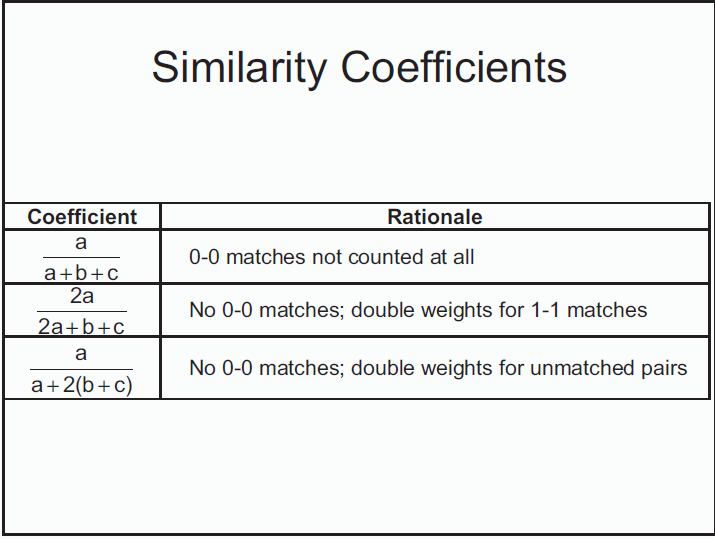 Similarity Coefficients
Coefficient Rationale
a
a+b+c
0-0 matches not counted at all
2a
2a+b+c
No 0-0 matches; double weights for 1-1 matches
a
a+2(b+c)
No 0-0 matches; double weights for unmatched pairs